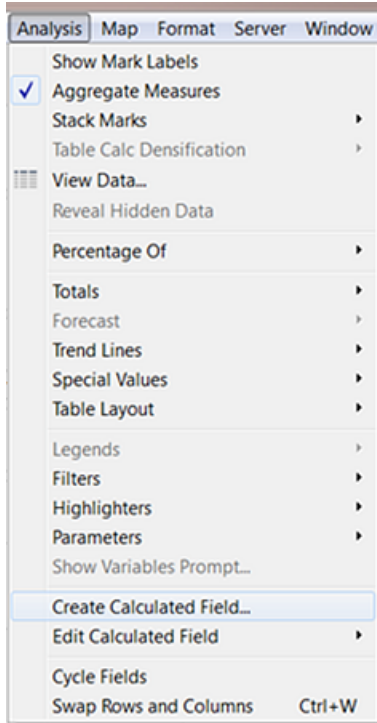 Analysis Map Format Server Window
Show Mark Labels
Aggregate Measures
Stack Marks
Table Calc Densification
View Data...
Reveal Hidden Data
Percentage Of
Totals
Forecast
Trend Lines
Special Values
Table Layout
Legends
Filters
Highlighters
Parameters
Show Variables Prompt...
Create Calculated Field...
Edit Calculated Field
Cycle Fields
Swap Rows and Columns Ctrl+W